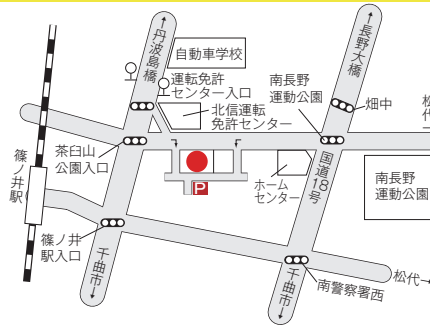 ←丹波島橋
自動車学校
←長野大橋
運転免許
センター入口
北信運転
許センター
南長野
運動公園
畑中
松代
茶臼山
公園入口
篠ノ井駅
P
ホーム
センター
国道18号
南長野
運動公園
篠ノ井
駅入口
千曲市→
千曲市→
南警察署西
松代→